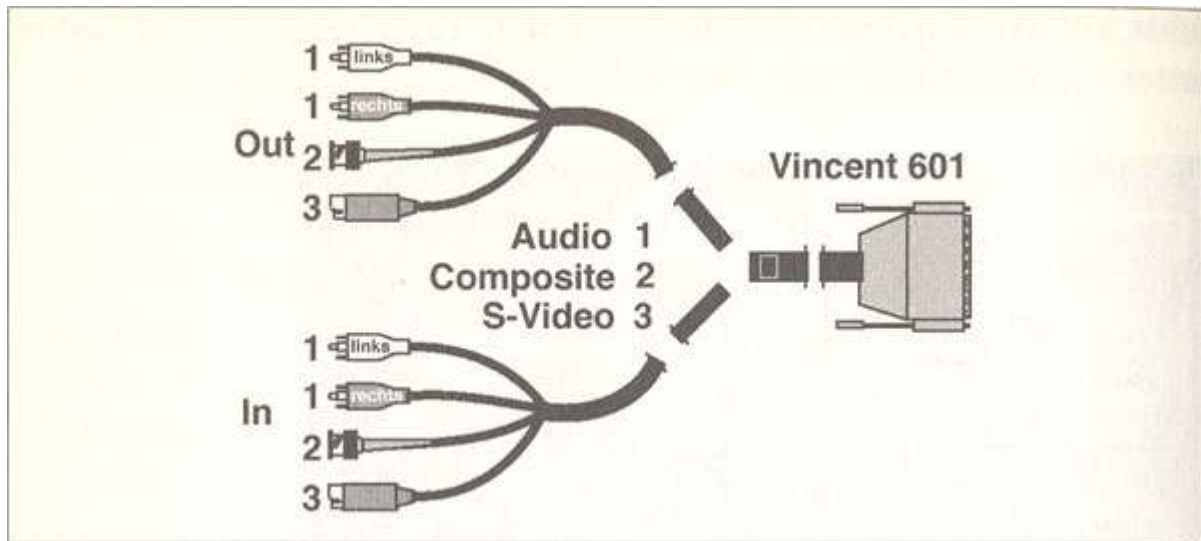 1 links
1 rechts
Out 2
3
Vincent 601
Audio 1
Composite 2
S-Video 3
1 links
1 rechts
In
2
3